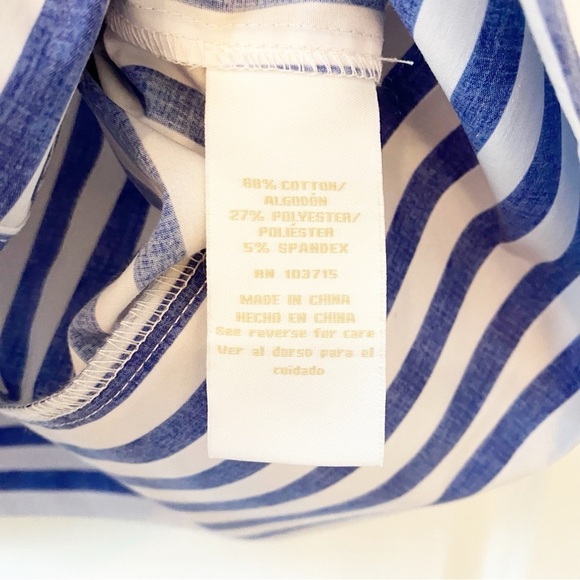 68% COTTON/
ALGODÓN
27% POLYESTER/
POLIÉSTER
5% SPANDEX
RN 103715
MADE IN CHINA
HECHO EN CHINA
See reverse for care
Ver al dorso para el
cuidado